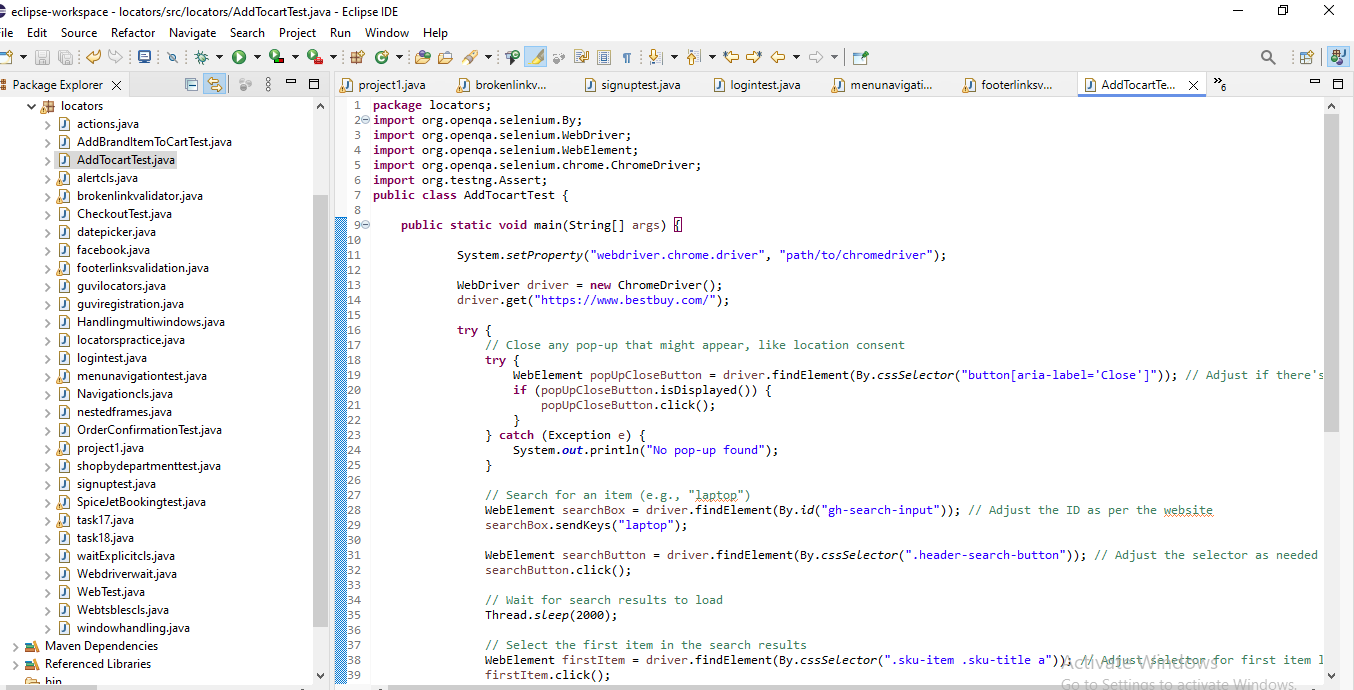 eclipse-workspace - locators/src/locators/AddTocartTest.java - Eclipse IDE
ile Edit Source Refactor Navigate Search Project Run Window Help
Package Explorer
project1.java brokenlinkv... signuptest.java logintest.java menunavigati... footerlinksv... AddTocartTe... »6
locators
actions.java
AddBrandItemToCartTest.java
AddTocartTest.java
alertcls.java
brokenlinkvalidator.java
CheckoutTest.java
datepicker.java
facebook.java
footerlinksvalidation.java
guvilocators.java
guviregistration.java
Handlingmultiwindows.java
locatorspractice.java
logintest.java
menunavigationtest.java
Navigationcls.java
nestedframes.java
OrderConfirmationTest.java
project1.java
shopbydepartmenttest.java
signuptest.java
SpiceJetBookingtest.java
task17.java
task18.java
waitExplicitcls.java
Webdriverwait.java
WebTest.java
Webtsblescls.java
windowhandling.java
Maven Dependencies
Referenced Libraries
bin
1 package locators;
2 import org.openqa.selenium.By;
3 import org.openqa.selenium.WebDriver;
4 import org.openqa.selenium.WebElement;
5 import org.openqa.selenium.chrome.ChromeDriver;
6 import org.testng.Assert;
7 public class AddTocartTest {
8
9 public static void main(String[] args) {
10
11 System.setProperty("webdriver.chrome.driver", "path/to/chromedriver");
12
13 WebDriver driver = new ChromeDriver();
14 driver.get("https://www.bestbuy.com/");
15
16 try {
17 // Close any pop-up that might appear, like location consent
18 try {
19 WebElement popUpCloseButton = driver.findElement(By.cssSelector("button[aria-label='Close']")); // Adjust if there's
20 if (popUpCloseButton.isDisplayed()) {
21 popUpCloseButton.click();
22 }
23 } catch (Exception e) {
24 System.out.println("No pop-up found");
25 }
26
27 // Search for an item (e.g., "laptop")
28 WebElement searchBox = driver.findElement(By.id("gh-search-input")); // Adjust the ID as per the website
29 searchBox.sendKeys("laptop");
30
31 WebElement searchButton = driver.findElement(By.cssSelector(".header-search-button")); // Adjust the selector as needed
32 searchButton.click();
33
34 // Wait for search results to load
35 Thread.sleep(2000);
36
37 // Select the first item in the search results
38 WebElement firstItem = driver.findElement(By.cssSelector(".sku-item .sku-title a")); // Adjust selector for first item l
39 firstItem.click();
Activate Windows
Go to Settings to activate Windows.